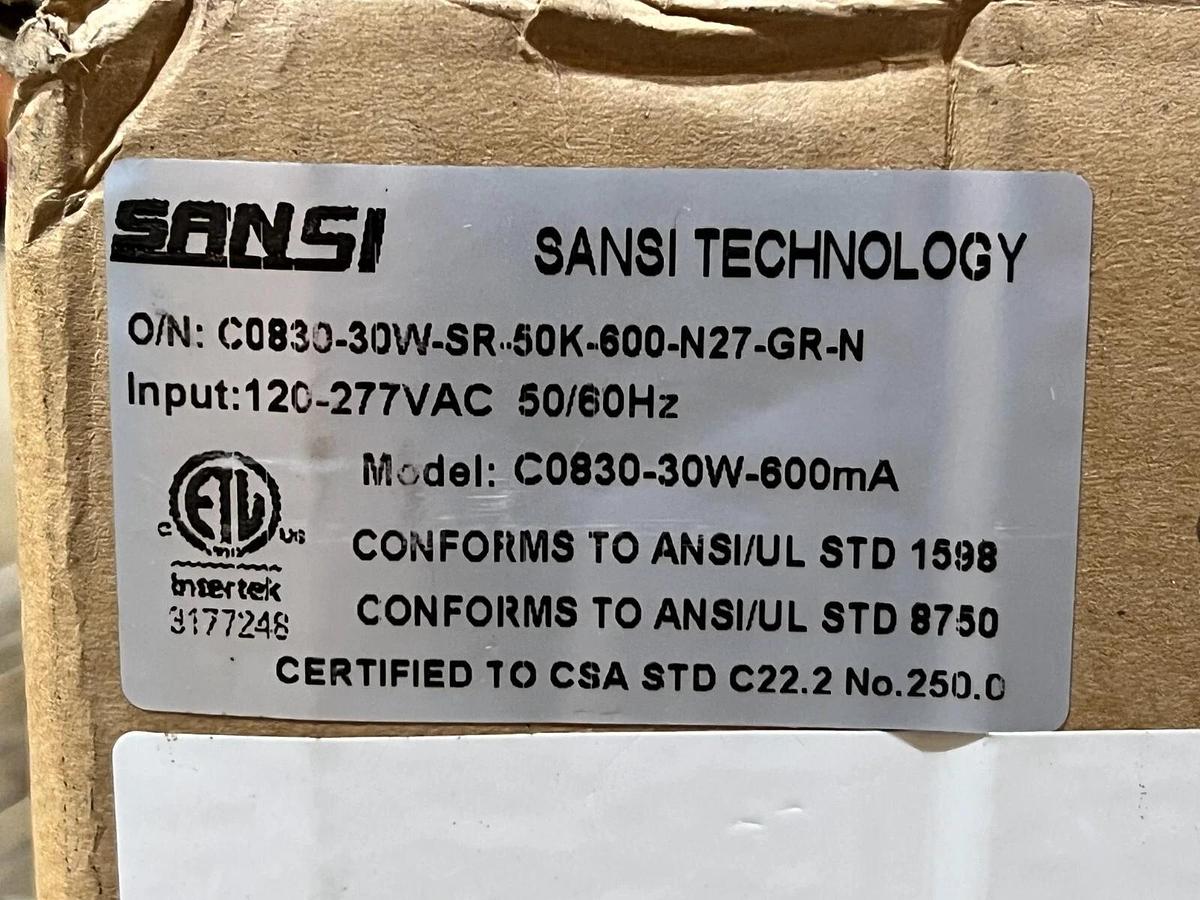 SANSI
SANSI TECHNOLOGY
O/N: C0830-30W-SR-50K-600-N27-GR-N
Input:120-277VAC 50/60Hz
Model: C0830-30W-600mA
ETL
C US
Intertek
3177248
CONFORMS TO ANSI/UL STD 1598
CONFORMS TO ANSI/UL STD 8750
CERTIFIED TO CSA STD C22.2 No.250.0